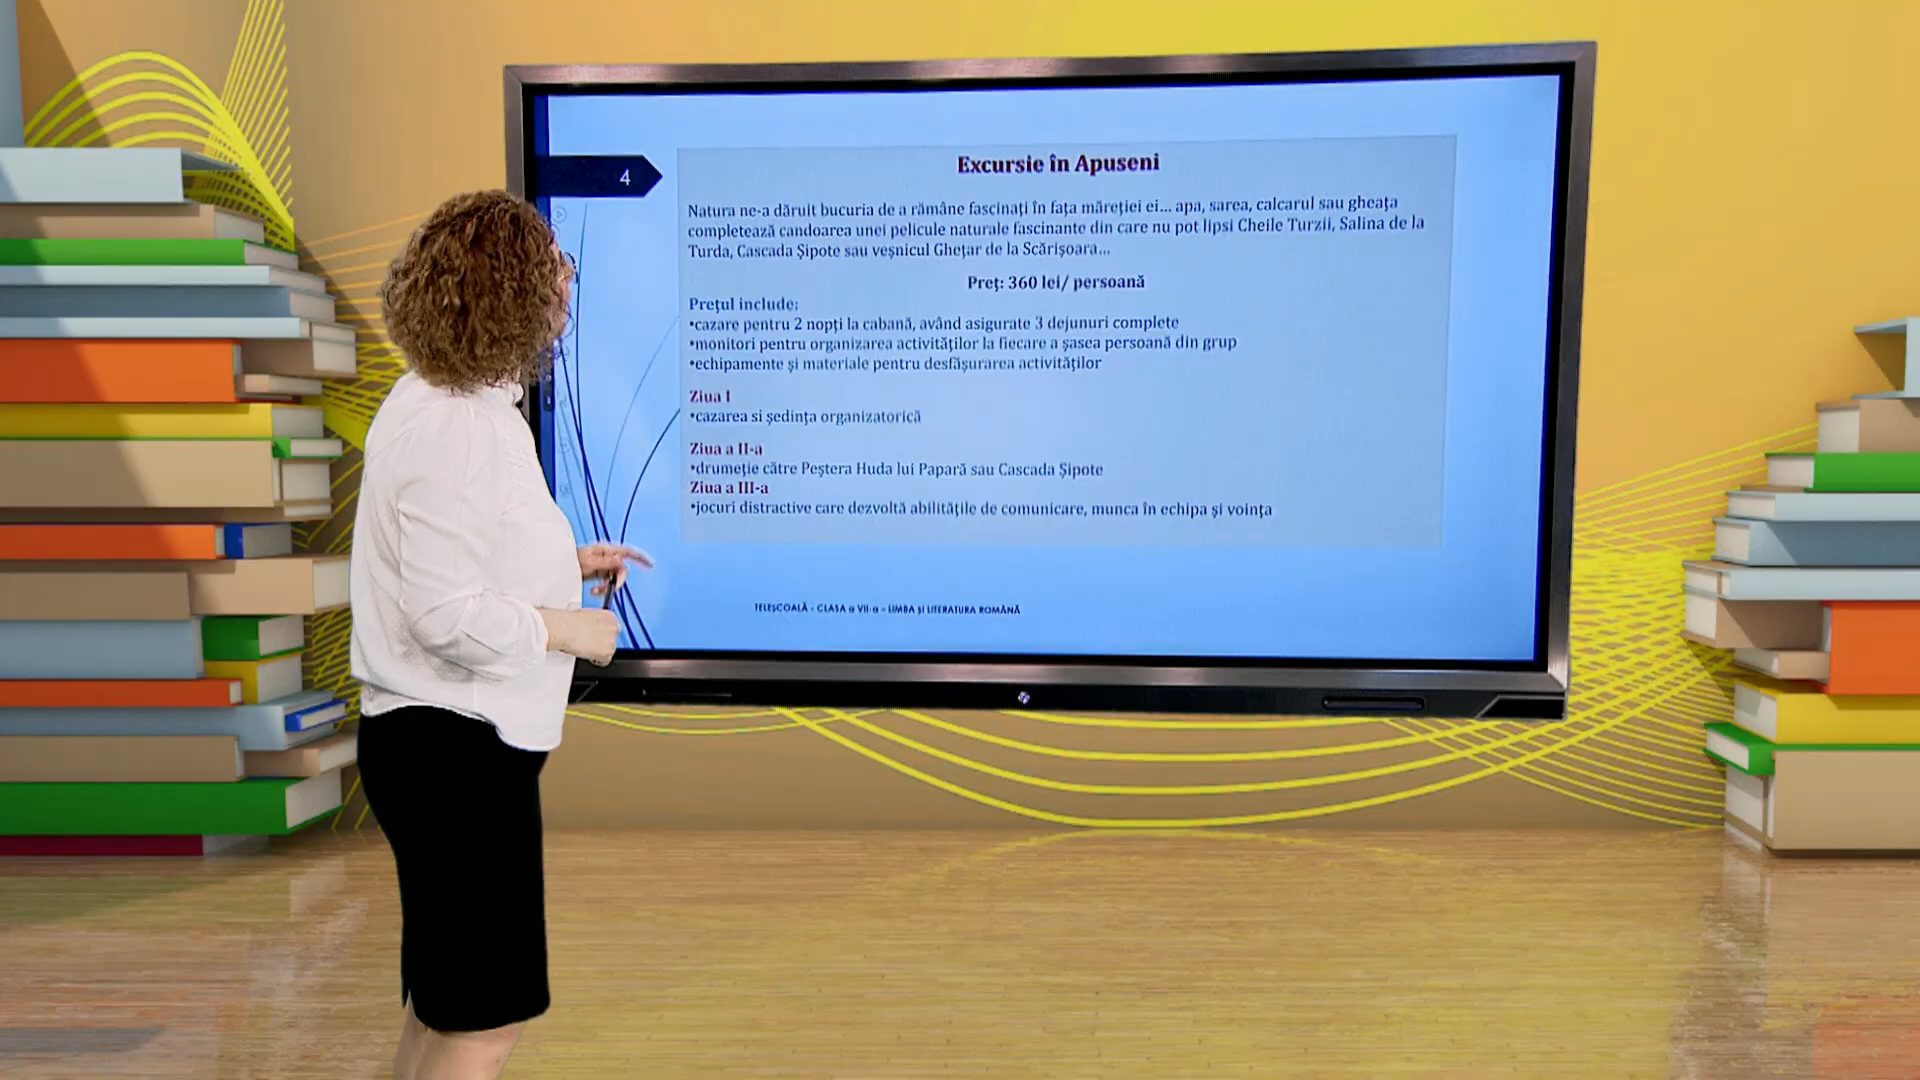 4
Excursie în Apuseni
Natura ne-a dăruit bucuria de a rămâne fascinați în fața măreției ei... apa, sarea, calcarul sau gheața
completează candoarea unei pelicule naturale fascinante din care nu pot lipsi Cheile Turzii, Salina de la
Turda, Cascada Șipote sau veșnicul Ghețar de la Scărișoara...
Preț: 360 lei/ persoană
Prețul include:
•cazare pentru 2 nopți la cabană, având asigurate 3 dejunuri complete
•monitori pentru organizarea activităților la fiecare a șasea persoană din grup
•echipamente și materiale pentru desfășurarea activităților
Ziua I
•cazarea si ședința organizatorică
Ziua a II-a
•drumeție către Peștera Huda lui Papară sau Cascada Șipote
Ziua a III-a
•jocuri distractive care dezvoltă abilitățile de comunicare, munca în echipa și voința
TELEȘCOALĂ - CLASA a VII-a - LIMBA ȘI LITERATURA ROMÂNĂ